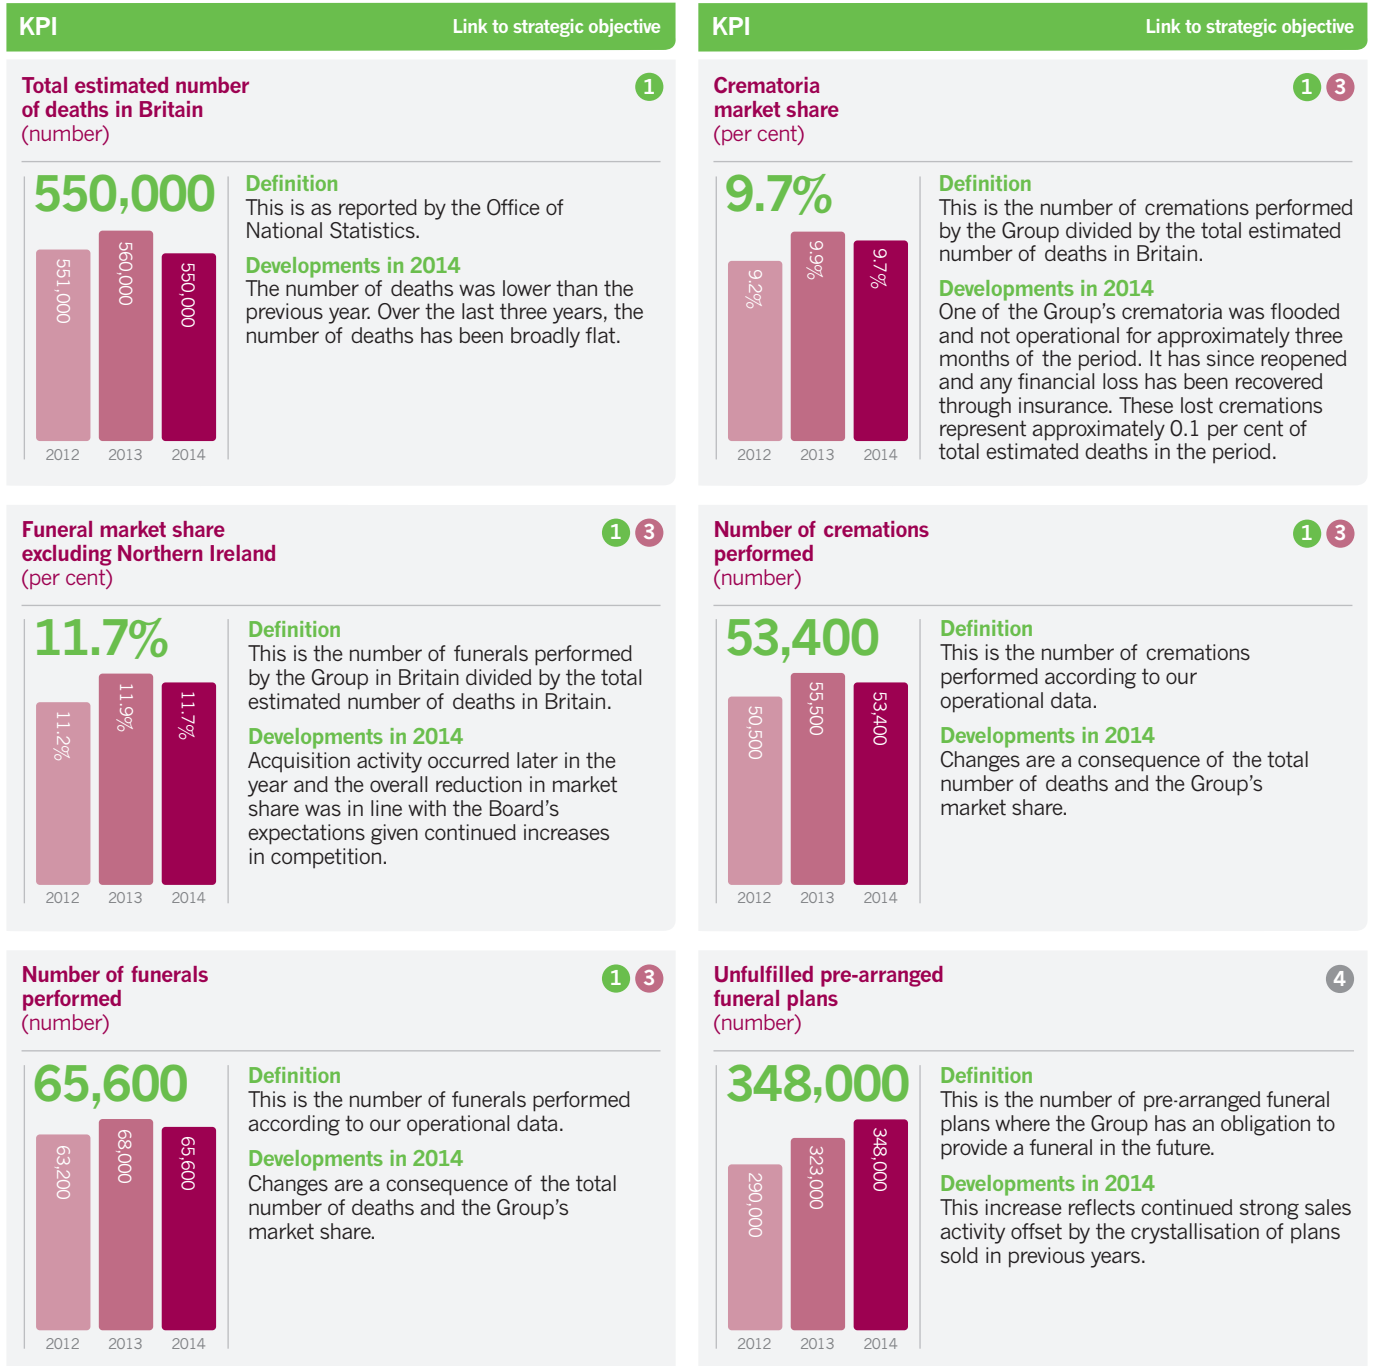 KPI
Link to strategic objective
Total estimated number
of deaths in Britain
(number)
1
550,000
551,000
560,000
550,000
2012
2013
2014
Definition
This is as reported by the Office of
National Statistics.
Developments in 2014
The number of deaths was lower than the
previous year. Over the last three years, the
number of deaths has been broadly flat.
Funeral market share
excluding Northern Ireland
(per cent)
1 3
11.7%
11.2%
11.9%
11.7%
2012
2013
2014
Definition
This is the number of funerals performed
by the Group in Britain divided by the total
estimated number of deaths in Britain.
Developments in 2014
Acquisition activity occurred later in the
year and the overall reduction in market
share was in line with the Board's
expectations given continued increases
in competition.
Number of funerals
performed
(number)
1 3
65,600
63,200
68,000
65,600
2012
2013
2014
Definition
This is the number of funerals performed
according to our operational data.
Developments in 2014
Changes are a consequence of the total
number of deaths and the Group's
market share.
KPI
Link to strategic objective
Crematoria
market share
(per cent)
1 3
9.7%
9.2%
9.9%
9.7%
2012
2013
2014
Definition
This is the number of cremations performed
by the Group divided by the total estimated
number of deaths in Britain.
Developments in 2014
One of the Group's crematoria was flooded
and not operational for approximately three
months of the period. It has since reopened
and any financial loss has been recovered
through insurance. These lost cremations
represent approximately 0.1 per cent of
total estimated deaths in the period.
Number of cremations
performed
(number)
1 3
53,400
50,500
55,500
53,400
2012
2013
2014
Definition
This is the number of cremations
performed according to our
operational data.
Developments in 2014
Changes are a consequence of the total
number of deaths and the Group's
market share.
Unfulfilled pre-arranged
funeral plans
(number)
4
348,000
290,000
323,000
348,000
2012
2013
2014
Definition
This is the number of pre-arranged funeral
plans where the Group has an obligation to
provide a funeral in the future.
Developments in 2014
This increase reflects continued strong sales
activity offset by the crystallisation of plans
sold in previous years.